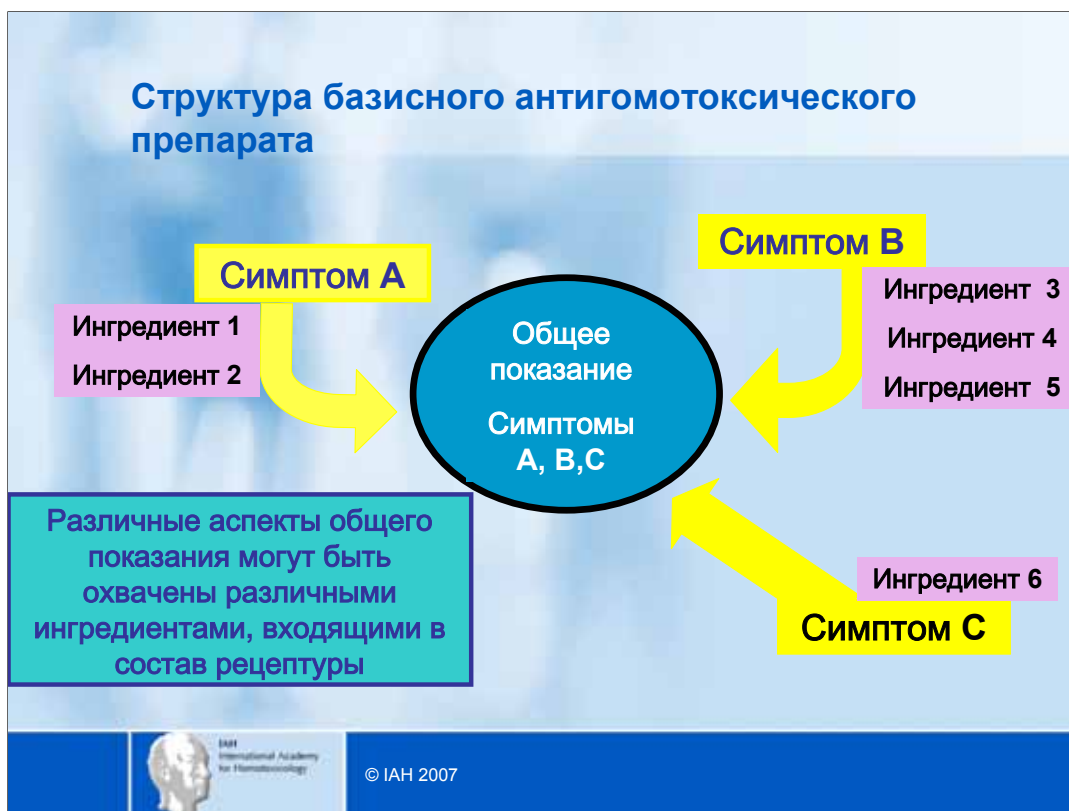 Структура базисного антигомотоксического
препарата
Симптом А
Ингредиент 1
Ингредиент 2
Симптом В
Ингредиент 3
Ингредиент 4
Ингредиент 5
Общее
показание
Симптомы
А, В,С
Различные аспекты общего
показания могут быть
охвачены различными
ингредиентами, входящими в
состав рецептуры
Ингредиент 6
Симптом С
IAH
International Academy
for Homotoxicology
© IAH 2007